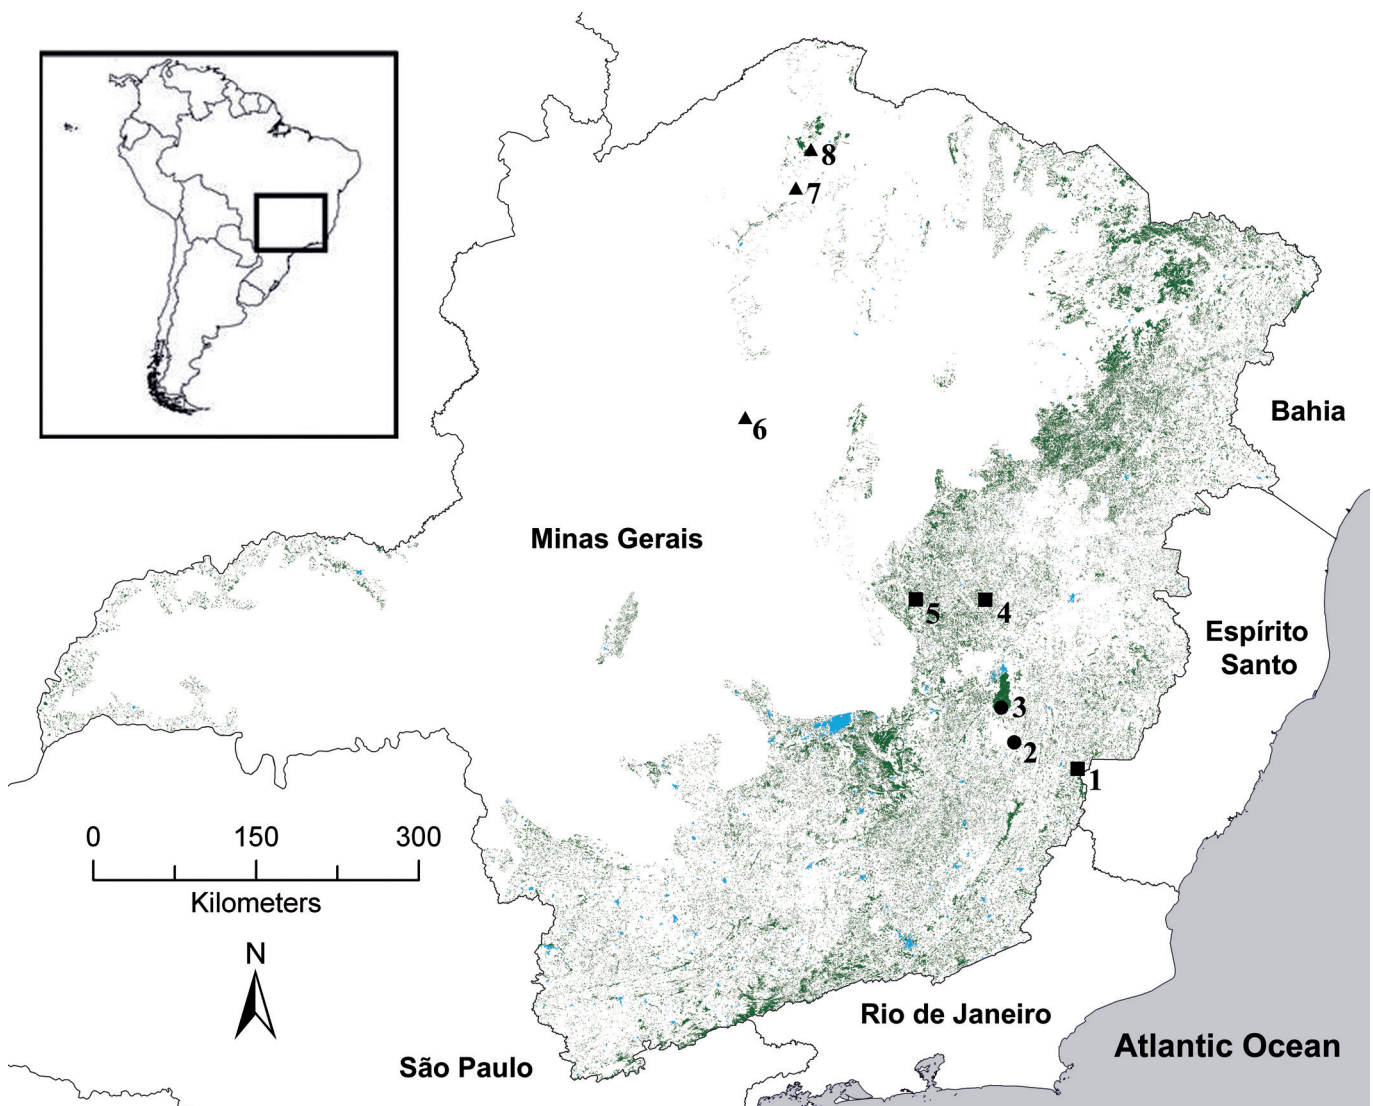 8
7
6
Bahia
Minas Gerais
5
4
Espírito
Santo
3
2
1
0 150 300
Kilometers
N
Rio de Janeiro
Atlantic Ocean
São Paulo